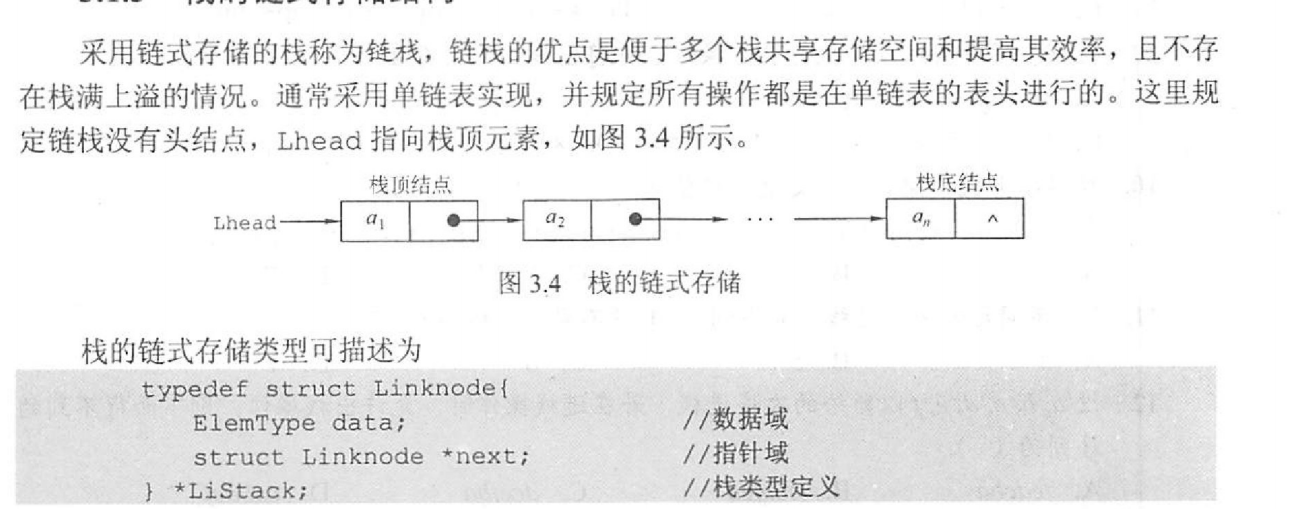 采用链式存储的栈称为链栈，链栈的优点是便于多个栈共享存储空间和提高其效率，且不存
在栈满上溢的情况。通常采用单链表实现，并规定所有操作都是在单链表的表头进行的。这里规
定链栈没有头结点，Lhead 指向栈顶元素，如图 3.4 所示。
栈顶结点 栈底结点
Lhead a1 a2 ... an ^
图 3.4 栈的链式存储
栈的链式存储类型可描述为
typedef struct Linknode{
ElemType data; //数据域
struct Linknode *next; //指针域
} *LiStack; //栈类型定义